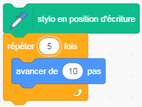 stylo en position d'écriture
répéter 5 fois
avancer de 10 pas